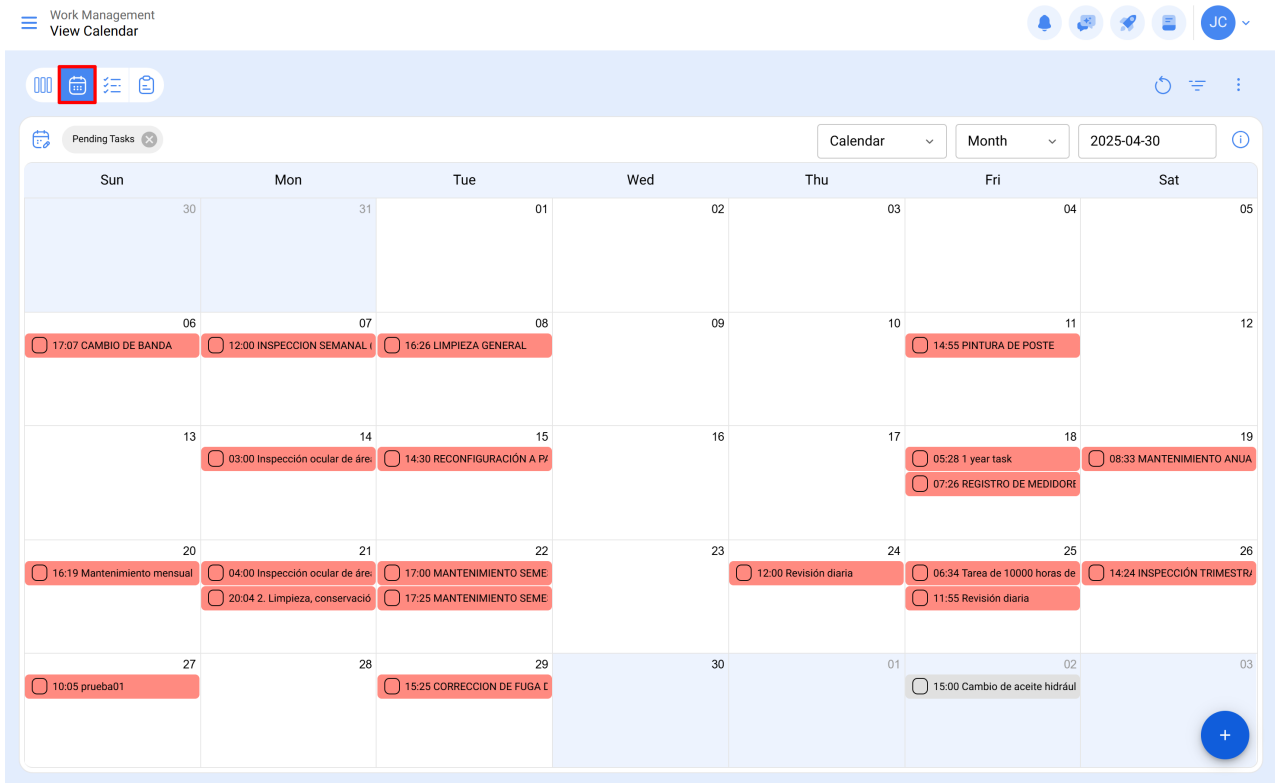 Work Management
View Calendar
JC
Pending Tasks
Calendar
Month
2025-04-30
Sun Mon Tue Wed Thu Fri Sat
30 31 01 02 03 04 05
06 07 08 09 10 11 12
17:07 CAMBIO DE BANDA
12:00 INSPECCION SEMANAL (
16:26 LIMPIEZA GENERAL
14:55 PINTURA DE POSTE
13 14 15 16 17 18 19
03:00 Inspección ocular de área
14:30 RECONFIGURACIÓN A PA
05:28 1 year task
08:33 MANTENIMIENTO ANUA
07:26 REGISTRO DE MEDIDORE
20 21 22 23 24 25 26
16:19 Mantenimiento mensual
04:00 Inspección ocular de área
17:00 MANTENIMIENTO SEME
12:00 Revisión diaria
06:34 Tarea de 10000 horas de
14:24 INSPECCIÓN TRIMESTRA
20:04 2. Limpieza, conservació
17:25 MANTENIMIENTO SEME
11:55 Revisión diaria
27 28 29 30 01 02 03
10:05 prueba01
15:25 CORRECCION DE FUGA D
15:00 Cambio de aceite hidrául
+